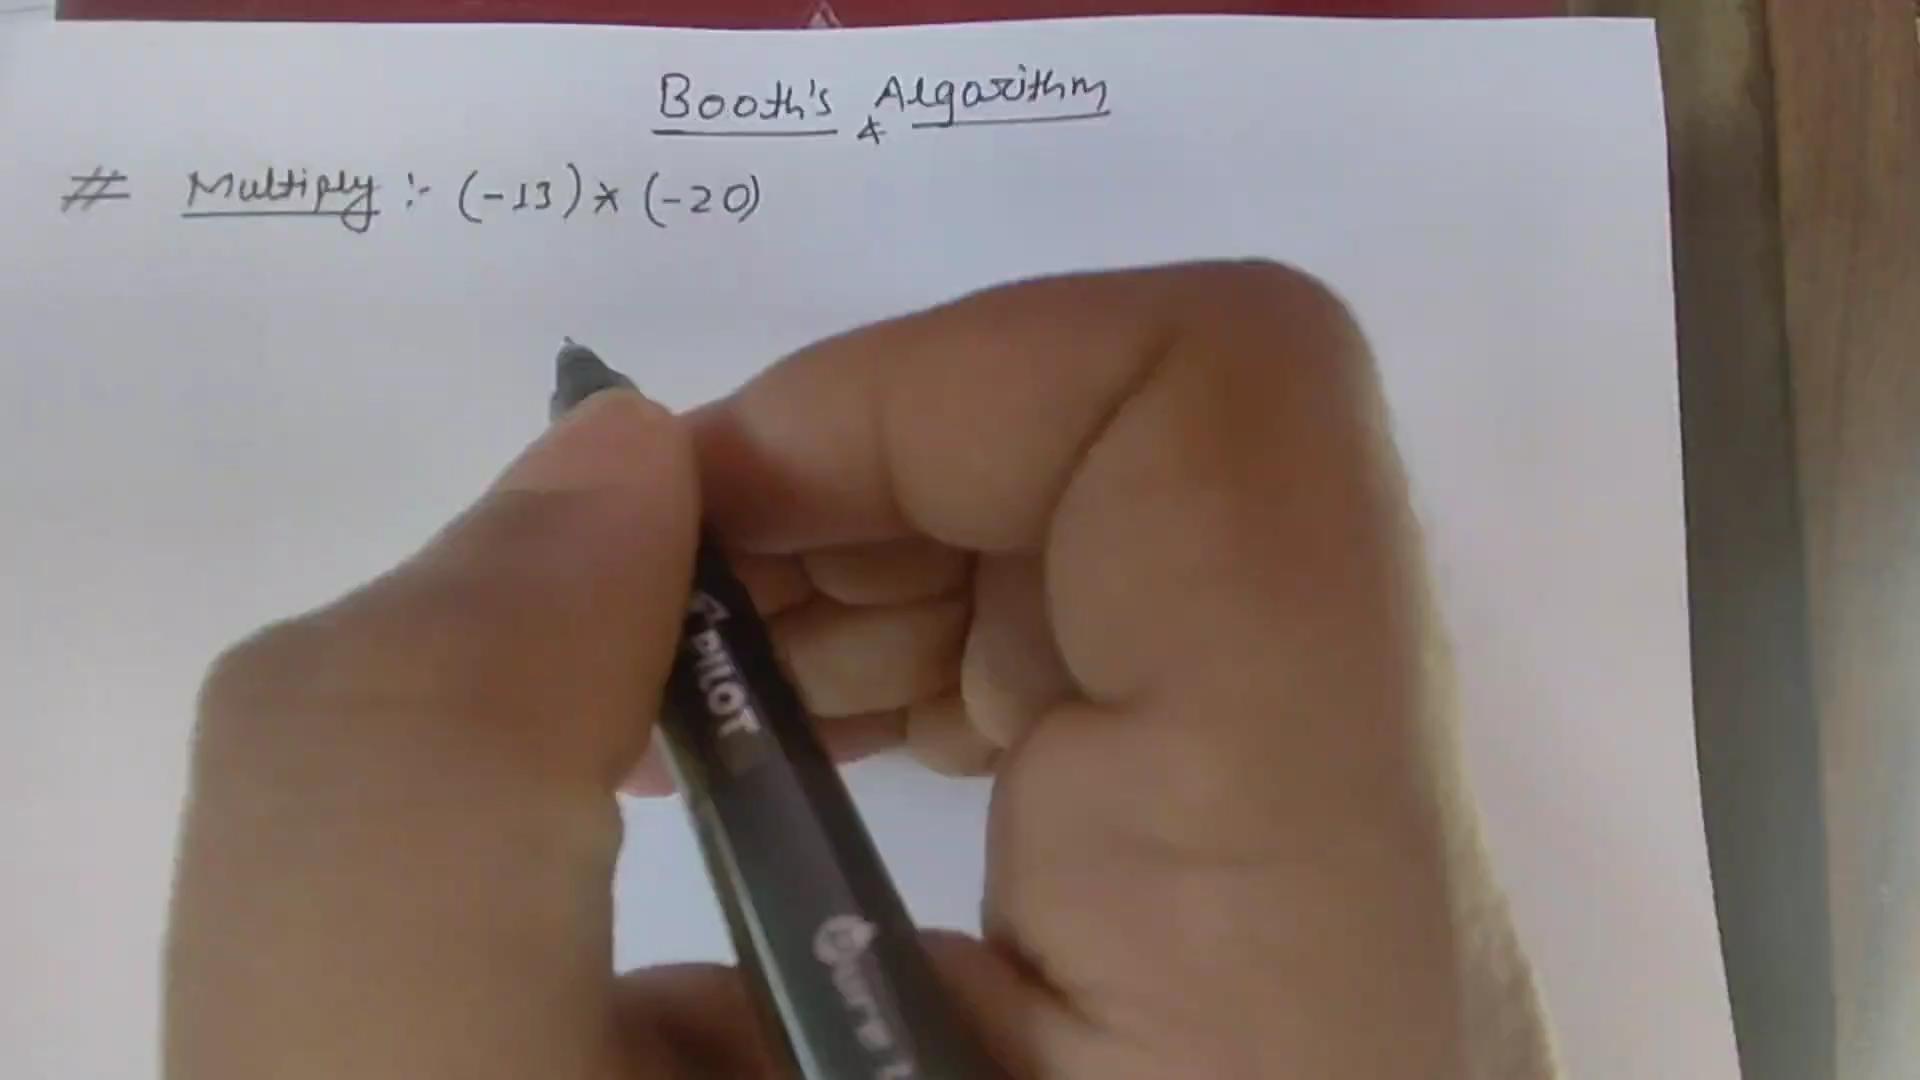 Booth's Algorithm
# Multiply :- (-13) * (-20)
PILOT